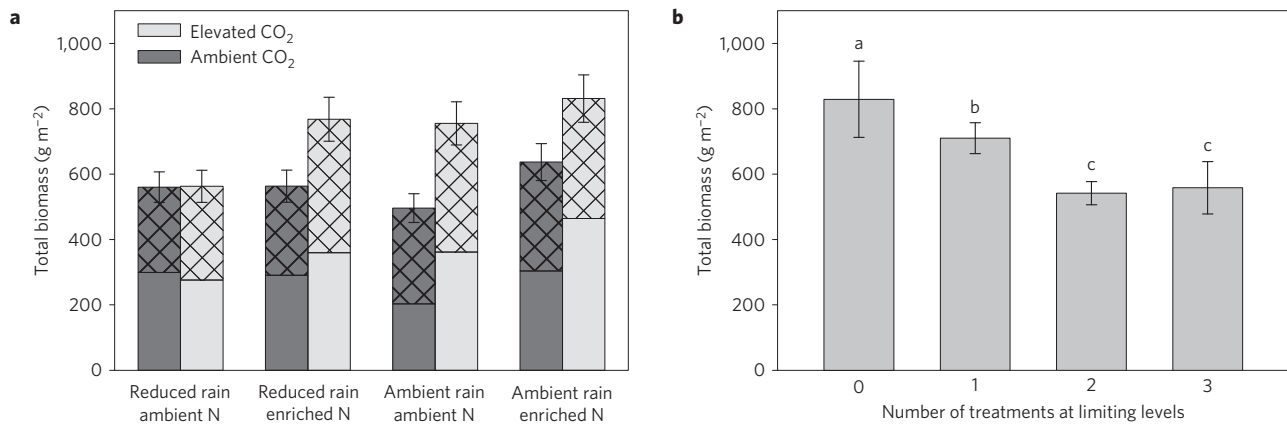 a
1,000
800
600
400
200
0
Total biomass (g m⁻²)
Elevated CO₂
Ambient CO₂
Reduced rain
ambient N
Reduced rain
enriched N
Ambient rain
ambient N
Ambient rain
enriched N
b
1,000
800
600
400
200
0
Total biomass (g m⁻²)
a
b
c
c
0
1
2
3
Number of treatments at limiting levels